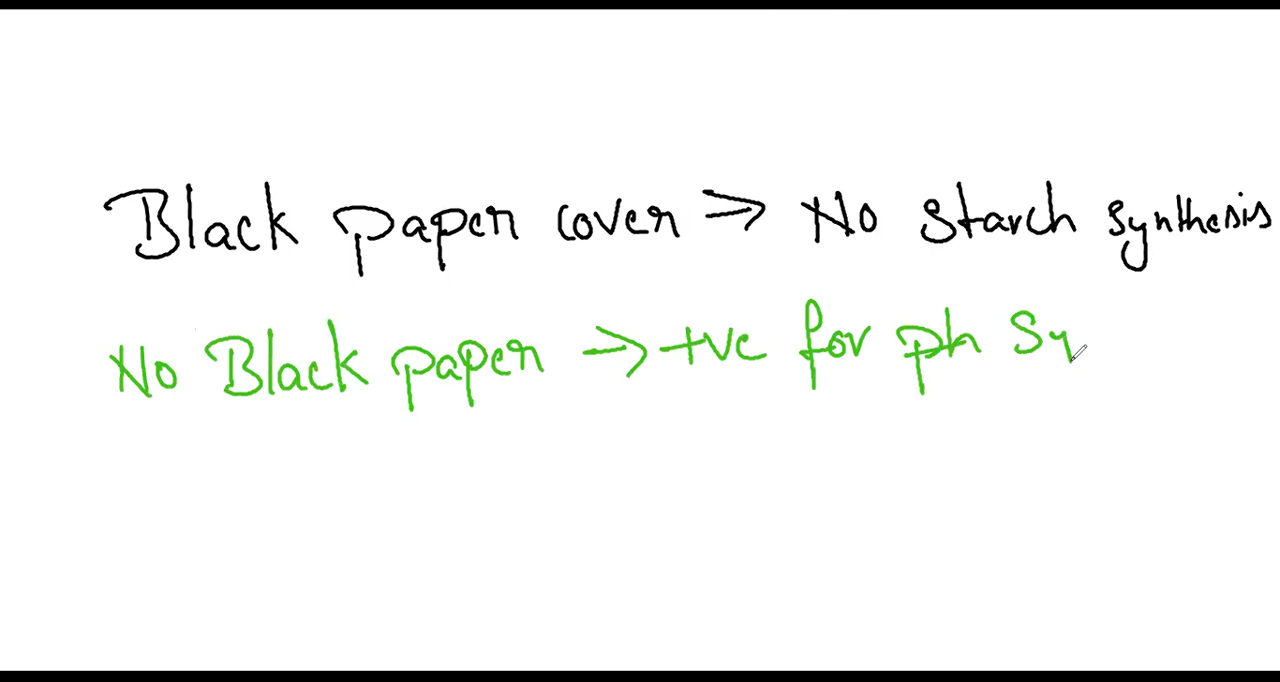 Black paper cover → No starch synthesis
No Black paper → +ve for ph Sy